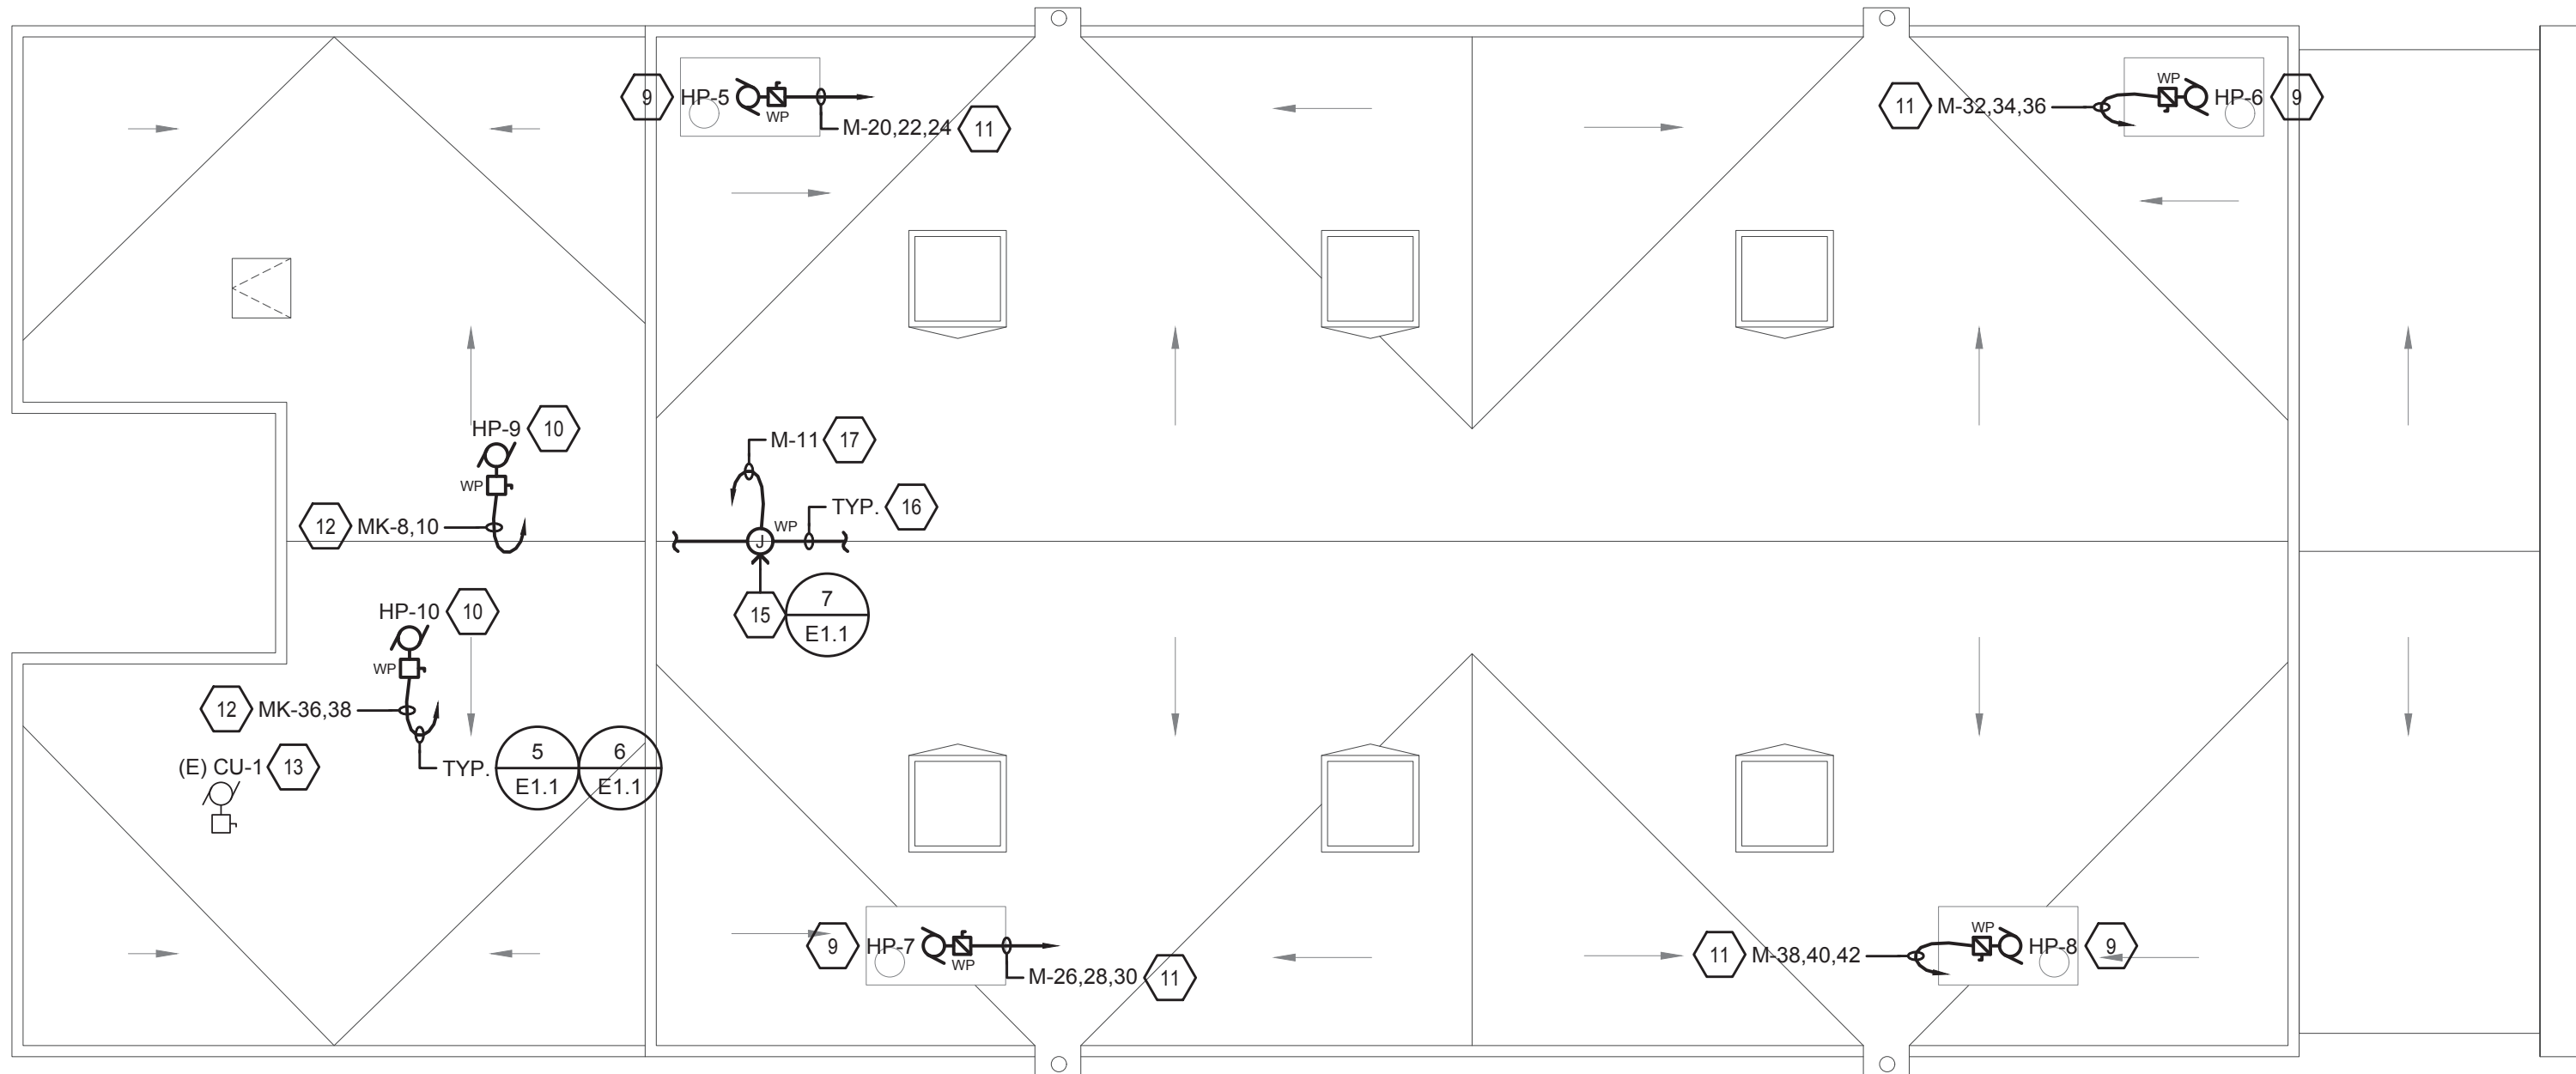 9 HP-5 WP
M-20,22,24 11
11 M-32,34,36 WP HP-6 9
HP-9 10
WP
12 MK-8,10
M-11 17
TYP. 16
WP
J
15 7
E1.1
HP-10 10
WP
12 MK-36,38
(E) CU-1 13
TYP. 5 6
E1.1 E1.1
9 HP-7 WP
M-26,28,30 11
11 M-38,40,42 WP HP-8 9